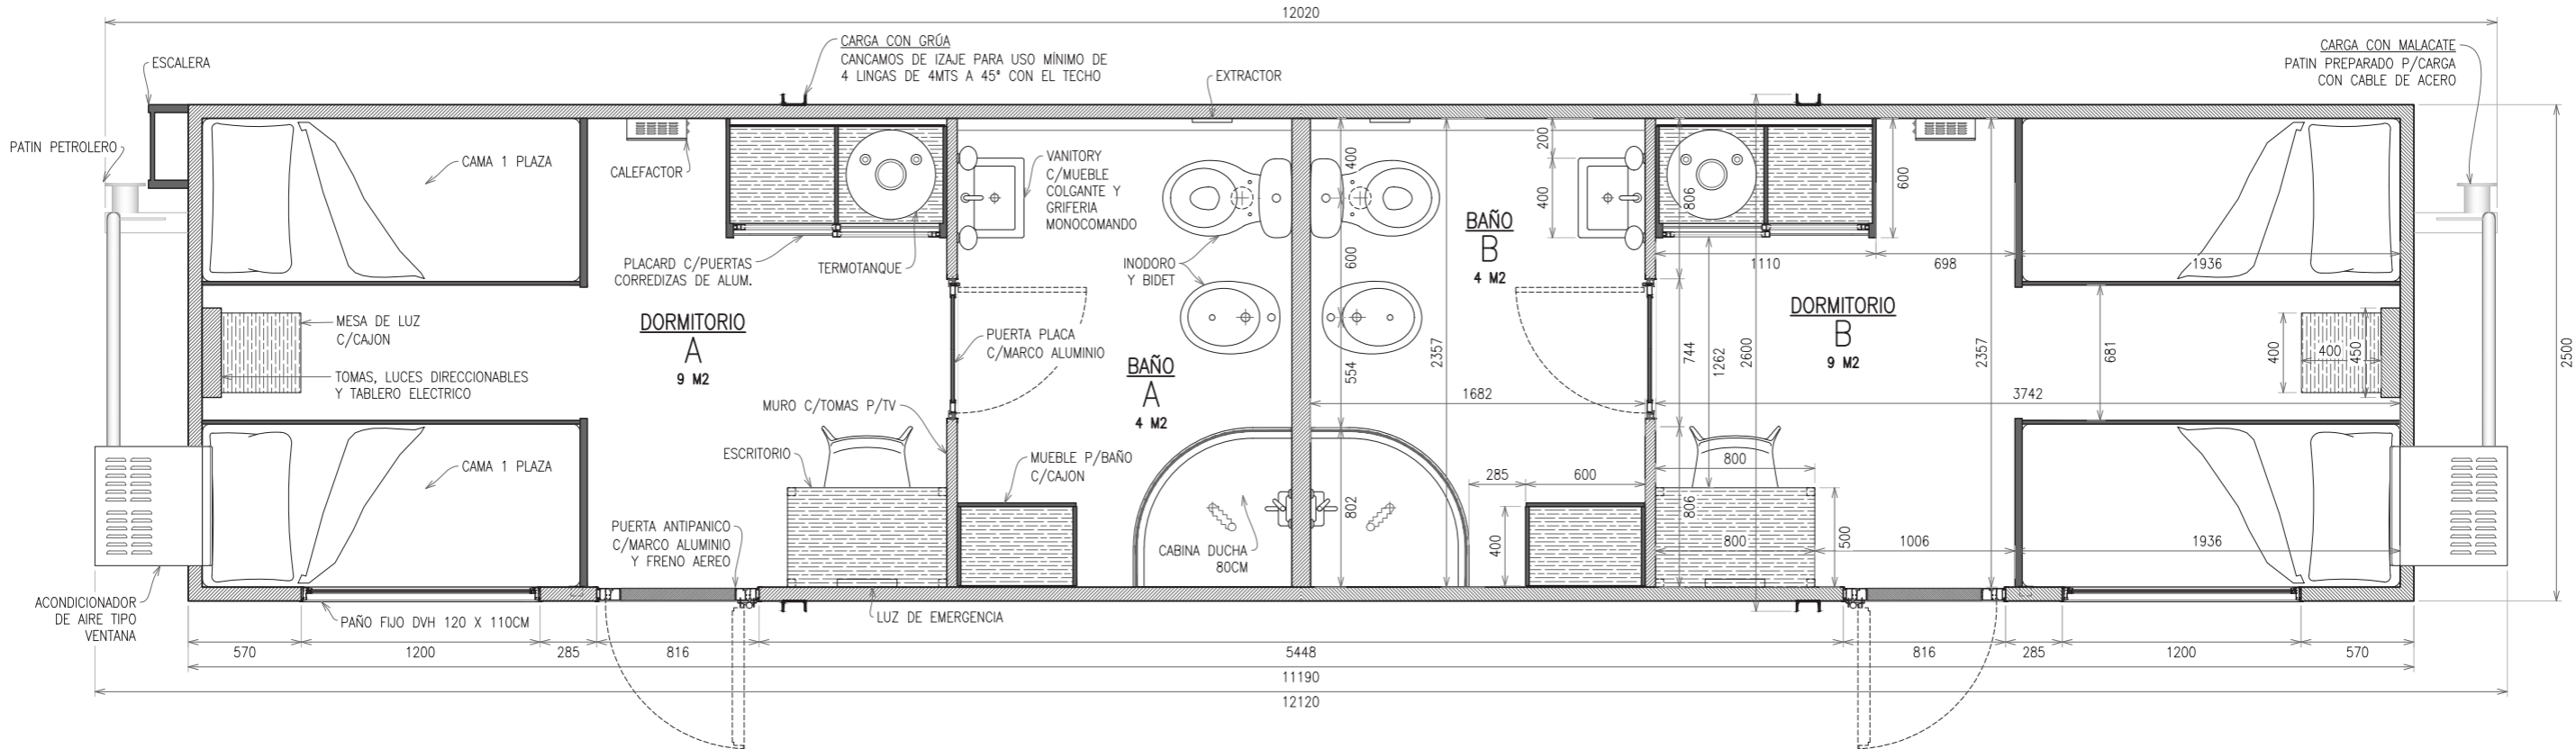 12020
CARGA CON GRÚA
CANCAMOS DE IZAJE PARA USO MÍNIMO DE
4 LINGAS DE 4MTS A 45° CON EL TECHO
CARGA CON MALACATE
PATIN PREPARADO P/CARGA
CON CABLE DE ACERO
ESCALERA
EXTRACTOR
PATIN PETROLERO
CAMA 1 PLAZA
CALEFACTOR
VANITORY
C/MUEBLE
COLGANTE Y
GRIFERIA
MONOCOMANDO
PLACARD C/PUERTAS
CORREDIZAS DE ALUM.
TERMOTANQUE
INODORO
Y BIDET
BAÑO
B
4 M2
200
400
400
600
806
600
1110
698
1936
MESA DE LUZ
C/CAJON
DORMITORIO
A
9 M2
PUERTA PLACA
C/MARCO ALUMINIO
DORMITORIO
B
9 M2
TOMAS, LUCES DIRECCIONABLES
Y TABLERO ELECTRICO
BAÑO
A
4 M2
554
2357
744
1262
2600
2357
681
400
400
450
2500
1682
3742
MURO C/TOMAS P/TV
ESCRITORIO
CAMA 1 PLAZA
MUEBLE P/BAÑO
C/CAJON
285
600
800
802
806
400
800
500
1006
1936
PUERTA ANTIPANICO
C/MARCO ALUMINIO
Y FRENO AEREO
CABINA DUCHA
80CM
ACONDICIONADOR
DE AIRE TIPO
VENTANA
PAÑO FIJO DVH 120 X 110CM
LUZ DE EMERGENCIA
570
1200
285
816
5448
816
285
1200
570
11190
12120